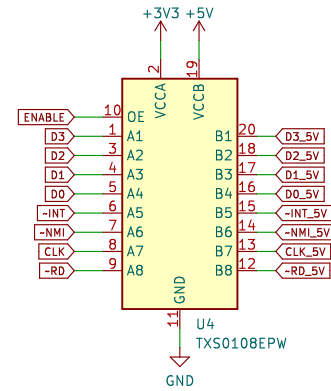 +3V3 +5V
2 19
VCCA VCCB
ENABLE 10 OE
D3 1 A1 B1 20 D3_5V
D2 3 A2 B2 18 D2_5V
D1 4 A3 B3 17 D1_5V
D0 5 A4 B4 16 D0_5V
~INT 6 A5 B5 15 ~INT_5V
~NMI 7 A6 B6 14 ~NMI_5V
CLK 8 A7 B7 13 CLK_5V
~RD 9 A8 B8 12 ~RD_5V
GND
11
U4
TXS0108EPW
GND